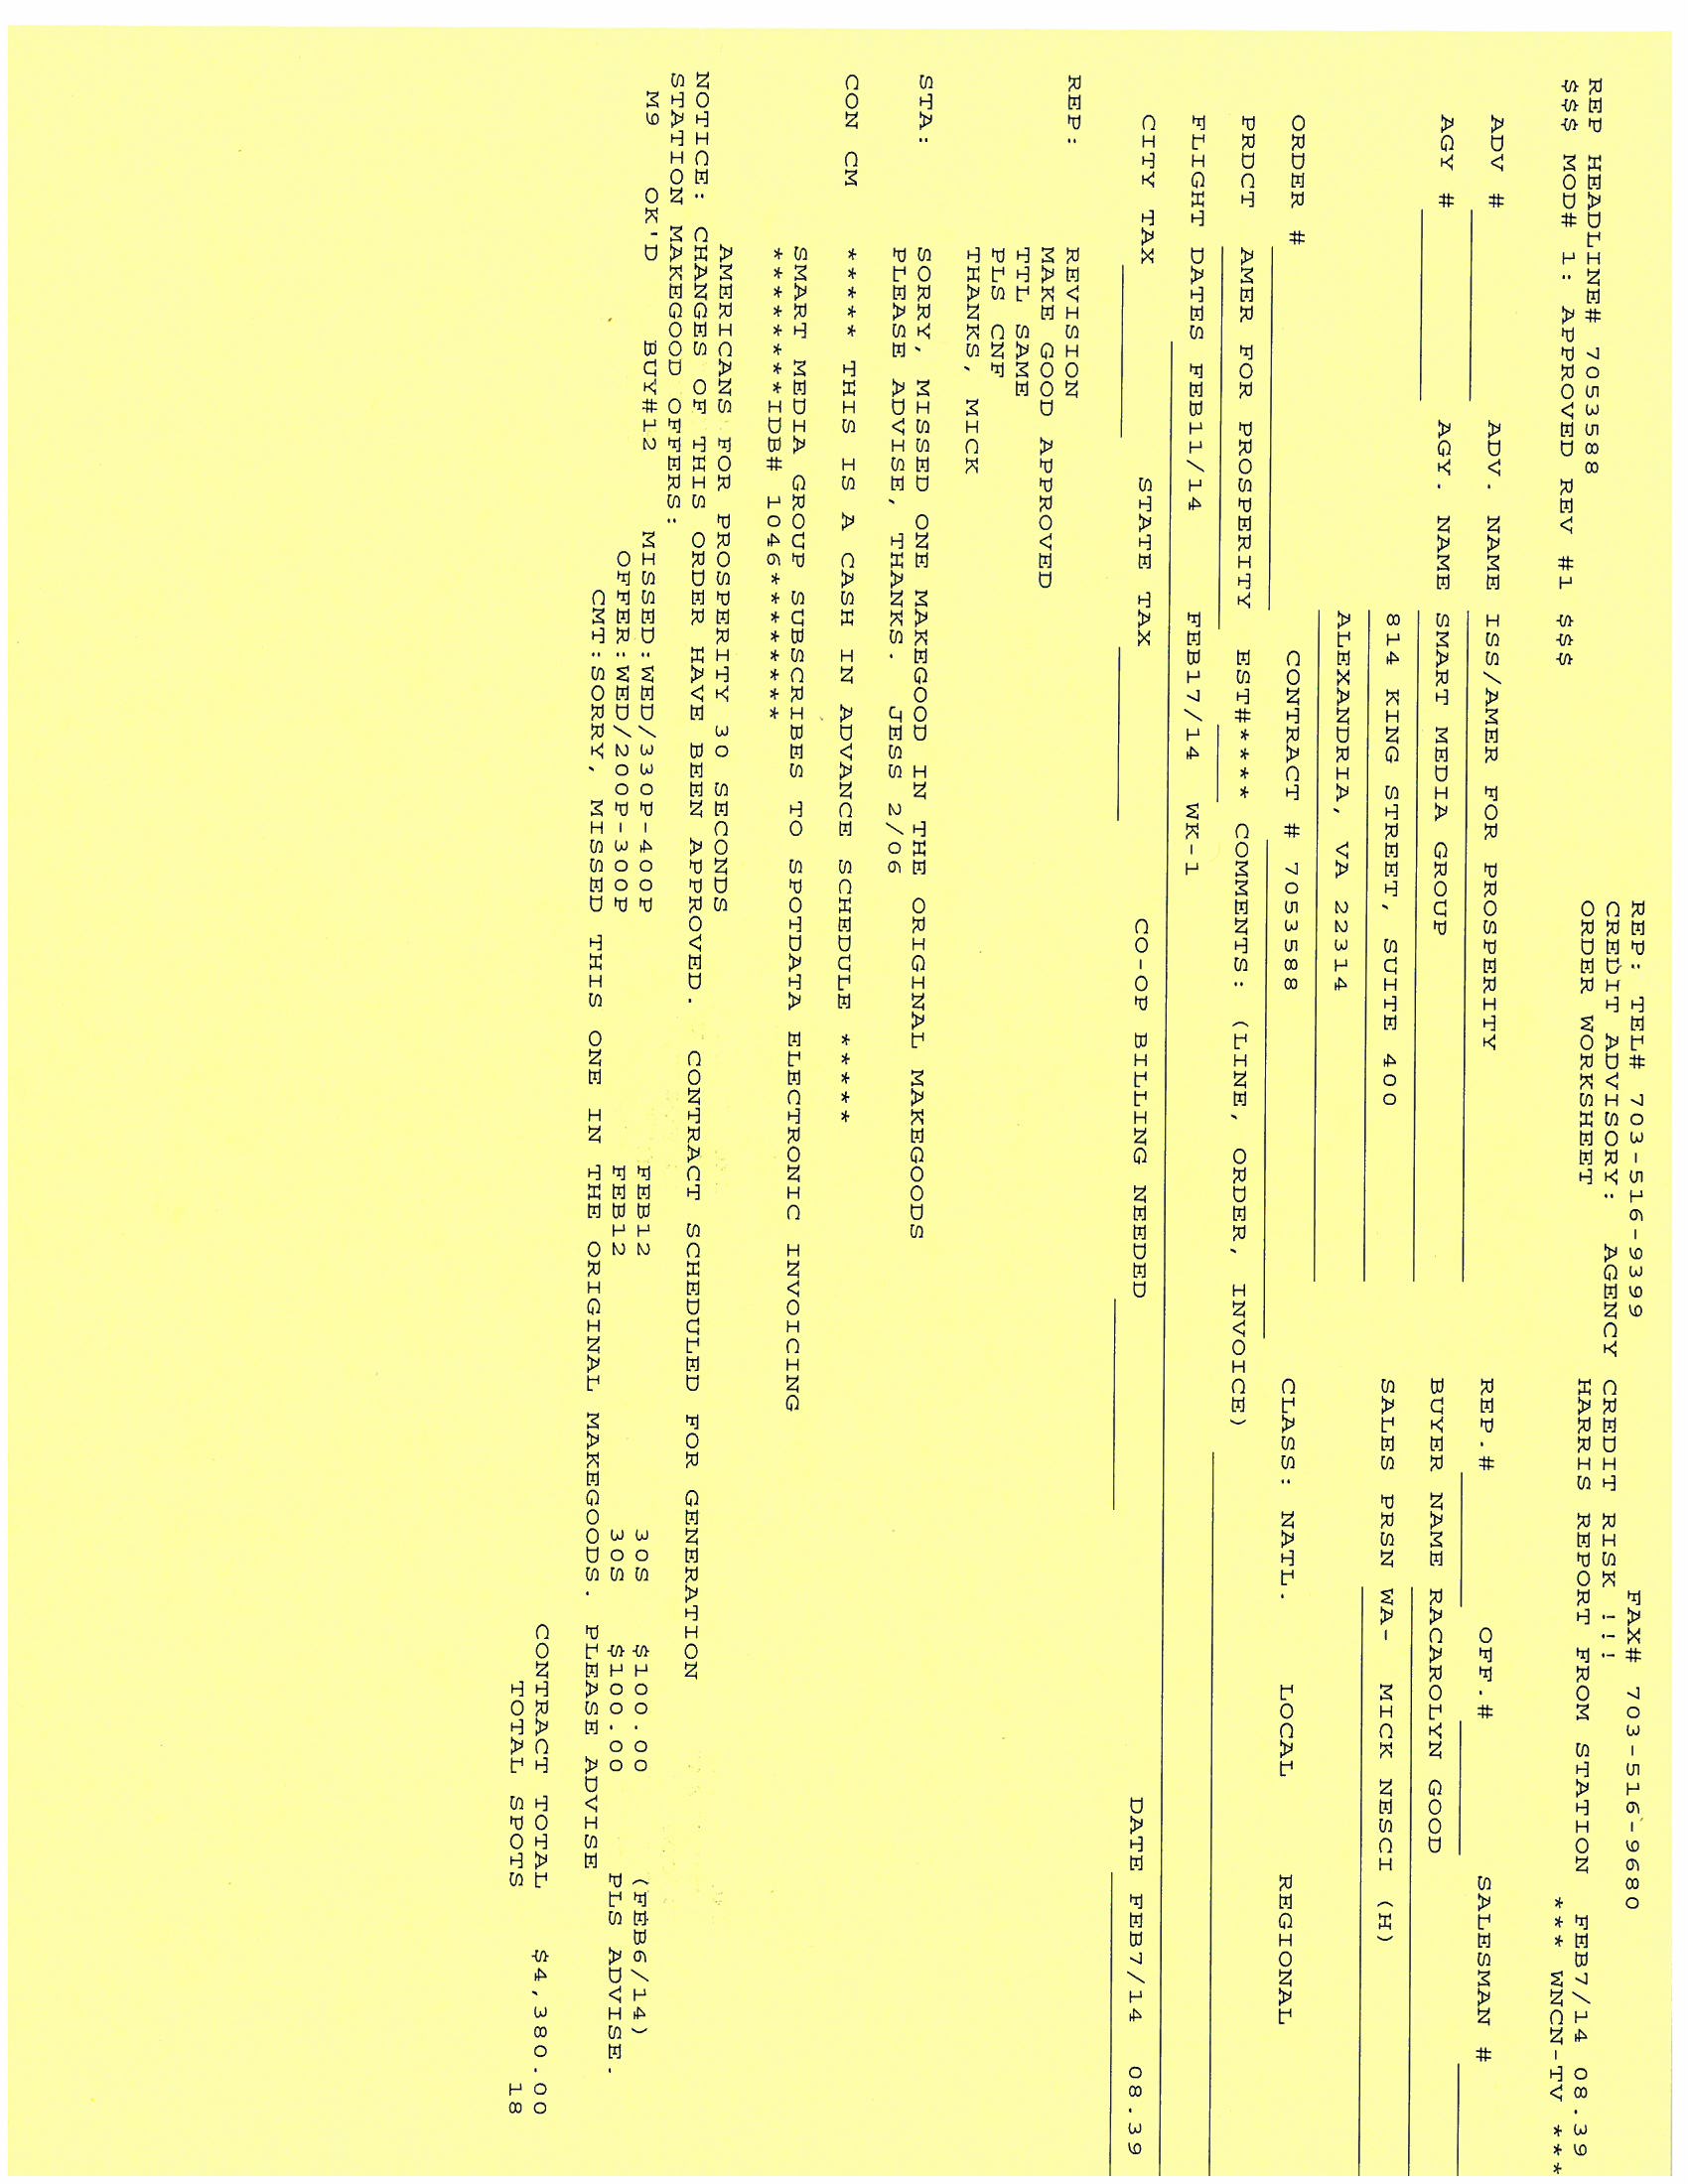 REP: TEL# 703-516-9399 FAX# 703-516-9680
CREDIT ADVISORY: AGENCY CREDIT RISK !!!
REP HEADLINE# 7053588 ORDER WORKSHEET HARRIS REPORT FROM STATION FEB7/14 08.39
$$$ MOD# 1: APPROVED REV #1 $$$ *** WNCN-TV ***
ADV # ADV. NAME ISS/AMER FOR PROSPERITY REP.# OFF.# SALESMAN #
AGY # AGY. NAME SMART MEDIA GROUP BUYER NAME RACAROLYN GOOD
814 KING STREET, SUITE 400 SALES PRSN WA- MICK NESCI (H)
ALEXANDRIA, VA 22314
ORDER # CONTRACT # 7053588 CLASS: NATL. LOCAL REGIONAL
PRDCT AMER FOR PROSPERITY EST#**** COMMENTS: (LINE, ORDER, INVOICE)
FLIGHT DATES FEB11/14 FEB17/14 WK-1
CITY TAX STATE TAX CO-OP BILLING NEEDED DATE FEB7/14 08.39
REP: REVISION
MAKE GOOD APPROVED
TTL SAME
PLS CNF
THANKS, MICK
STA: SORRY, MISSED ONE MAKEGOOD IN THE ORIGINAL MAKEGOODS
PLEASE ADVISE, THANKS. JESS 2/06
CON CM ***** THIS IS A CASH IN ADVANCE SCHEDULE *****
SMART MEDIA GROUP SUBSCRIBES TO SPOTDATA ELECTRONIC INVOICING
*********IDB# 1046*********
AMERICANS FOR PROSPERITY 30 SECONDS
NOTICE: CHANGES OF THIS ORDER HAVE BEEN APPROVED. CONTRACT SCHEDULED FOR GENERATION
STATION MAKEGOOD OFFERS:
M9 OK'D BUY#12 MISSED:WED/330P-400P FEB12 30S $100.00 (FEB6/14)
OFFER:WED/200P-300P FEB12 30S $100.00 PLS ADVISE.
CMT:SORRY, MISSED THIS ONE IN THE ORIGINAL MAKEGOODS. PLEASE ADVISE
CONTRACT TOTAL $4,380.00
TOTAL SPOTS 18